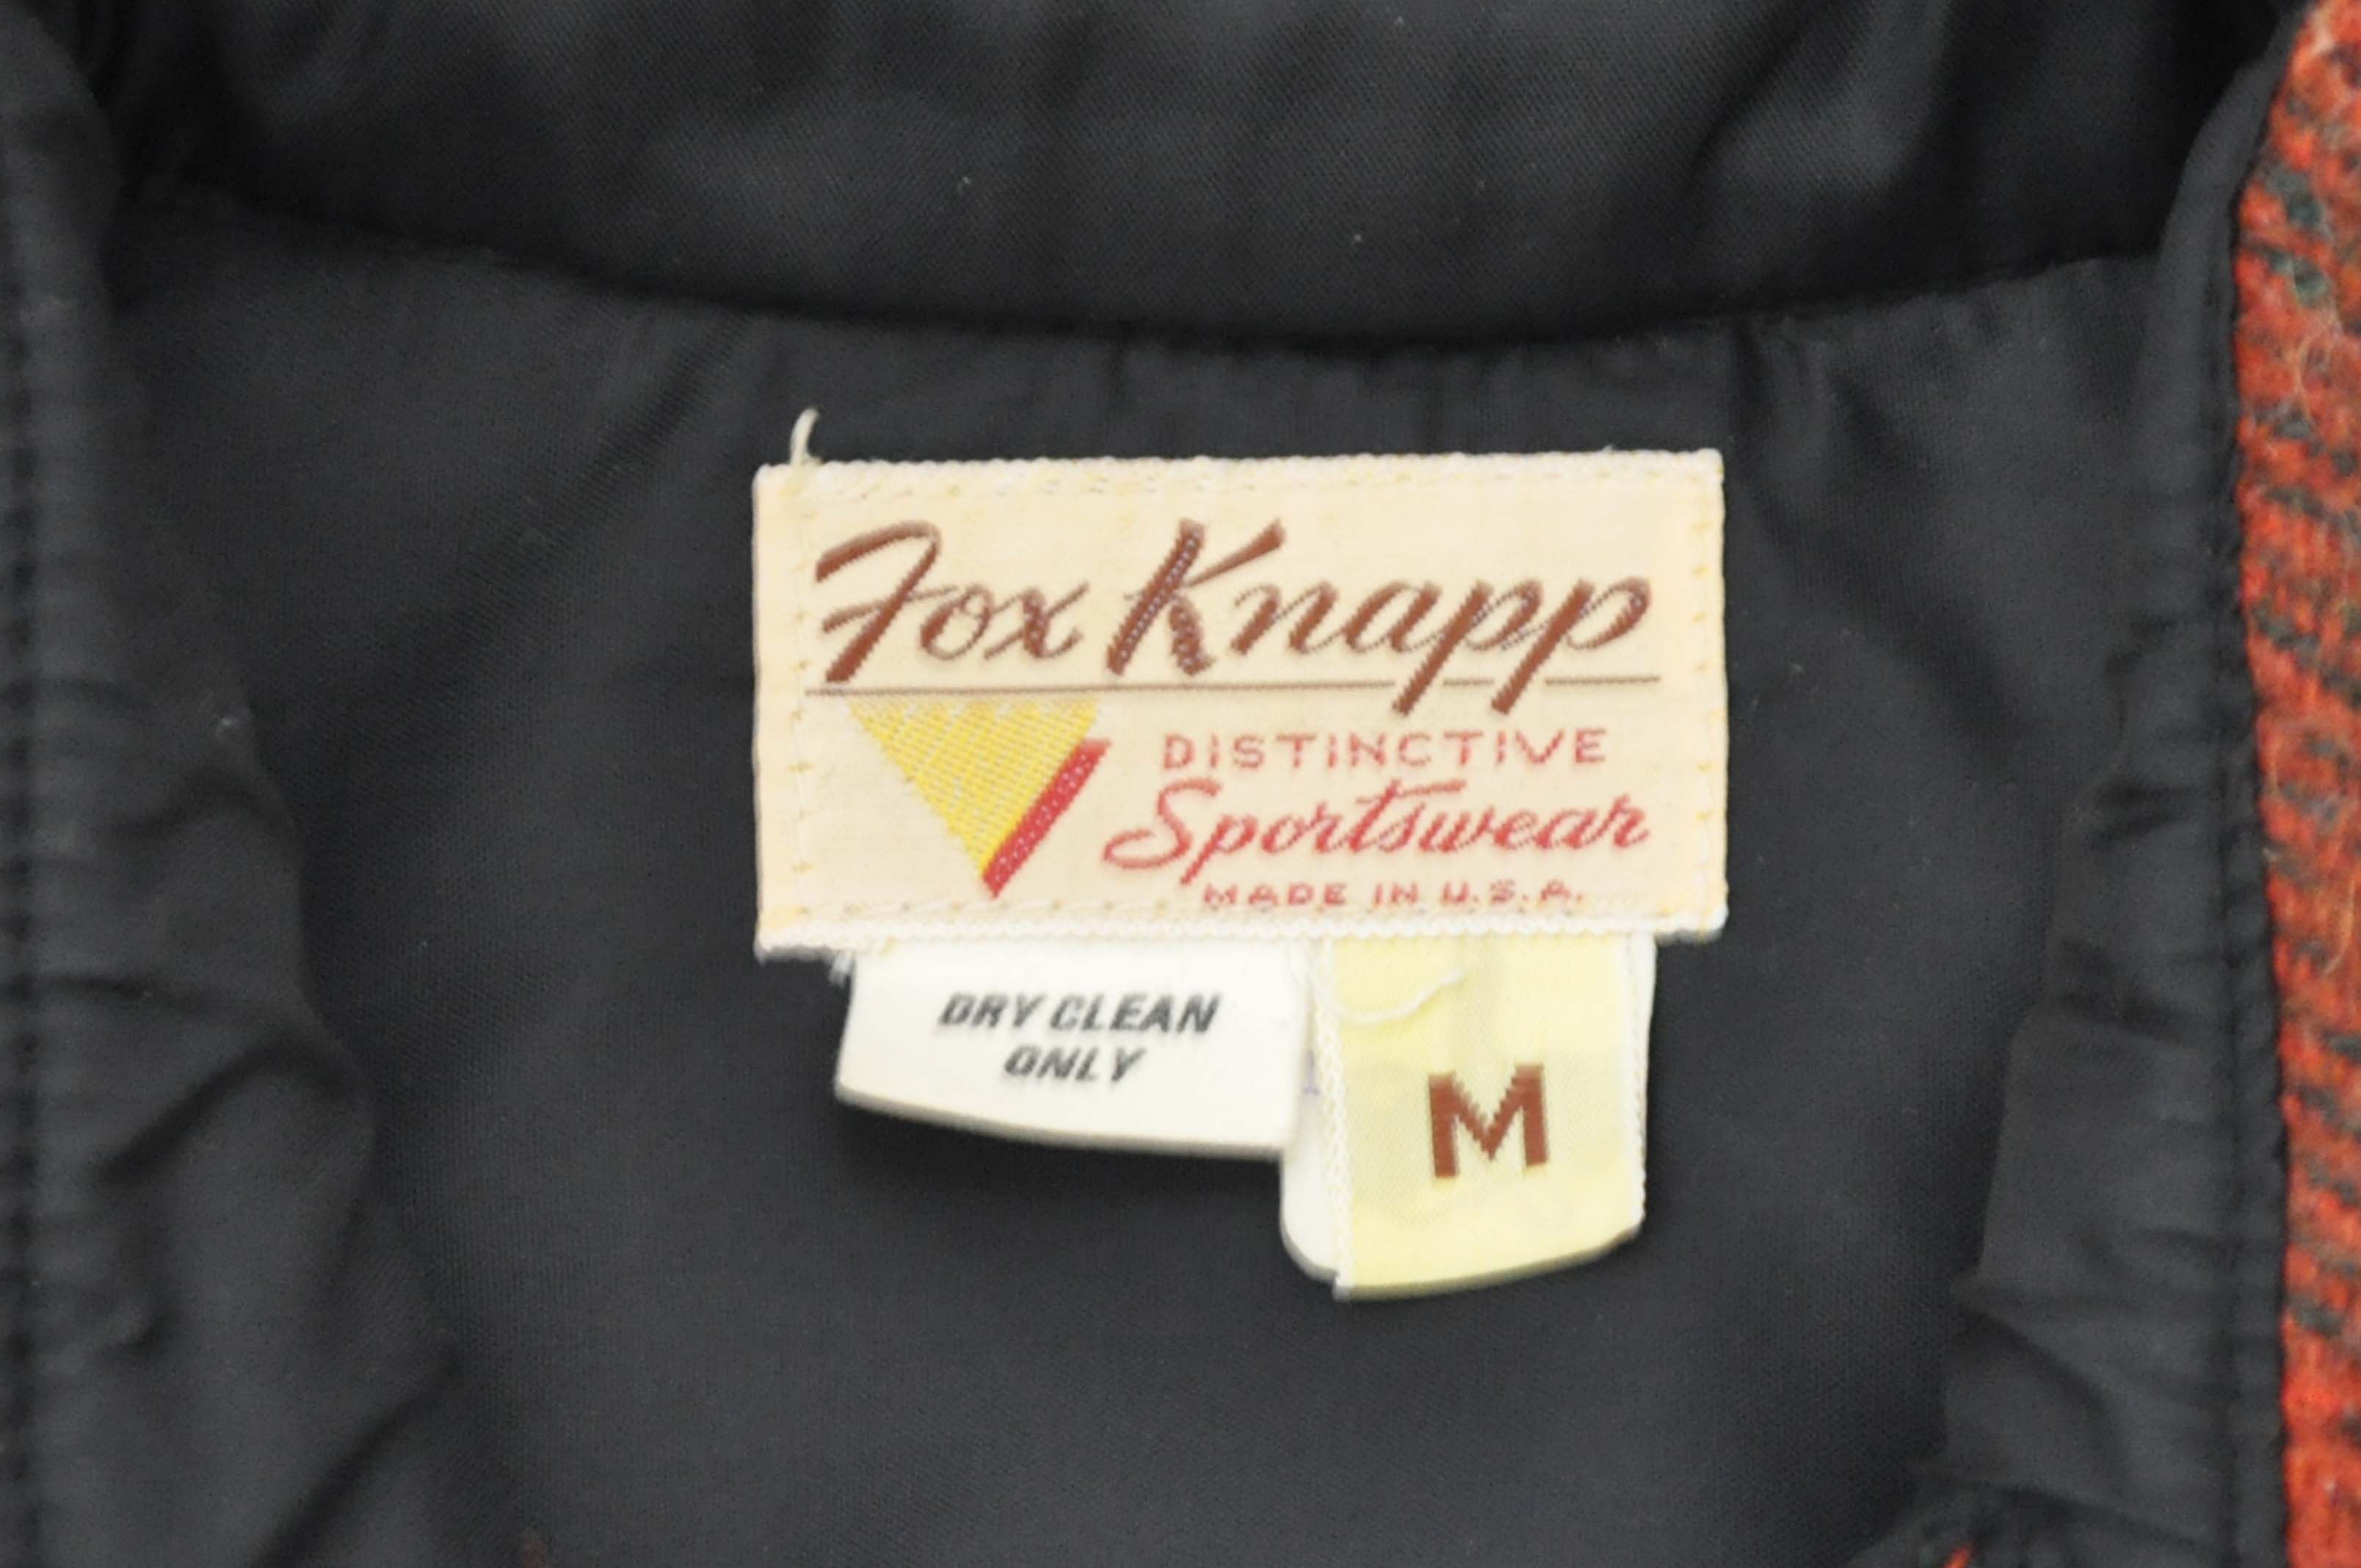 Fox Knapp
DISTINCTIVE
Sportswear
MADE IN U.S.A.
DRY CLEAN
ONLY
M